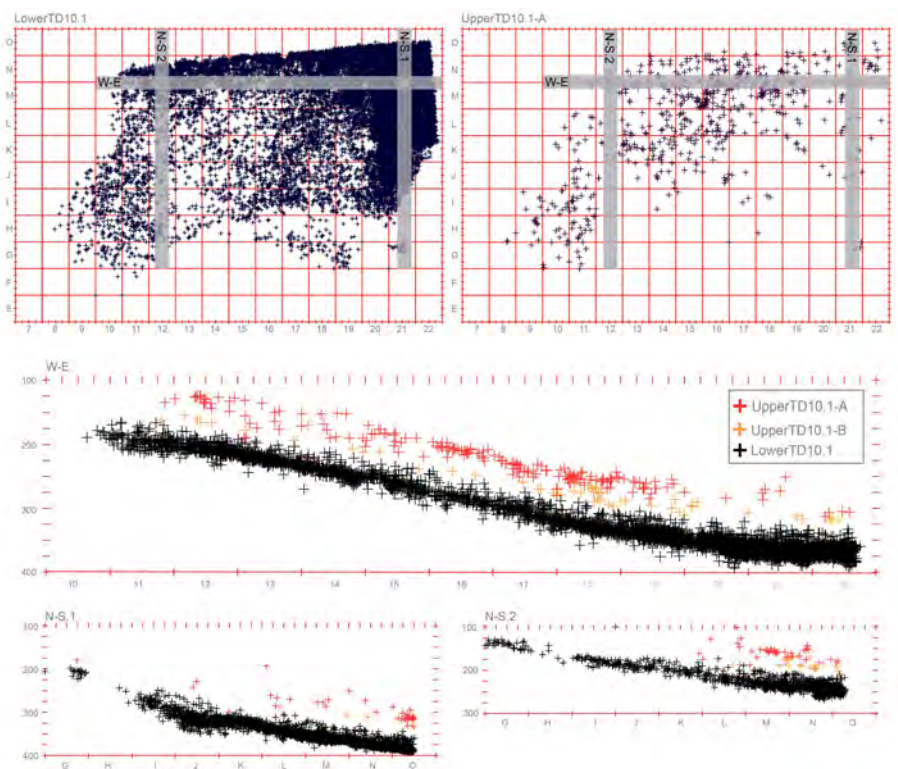 LowerTD10.1
UpperTD10.1-A
O
N
M
L
K
J
I
H
G
F
E
N-S.2
N-S.1
W-E
7 8 9 10 11 12 13 14 15 16 17 18 19 20 21 22
O
N
M
L
K
J
I
H
G
F
E
N-S.2
N-S.1
W-E
7 8 9 10 11 12 13 14 15 16 17 18 19 20 21 22
W-E
100
200
300
400
UpperTD10.1-A
UpperTD10.1-B
LowerTD10.1
10 11 12 13 14 15 16 17 18
N-S.1
100
200
300
400
G H I J K L M N O
N-S.2
100
200
300
G H I J K L M N O